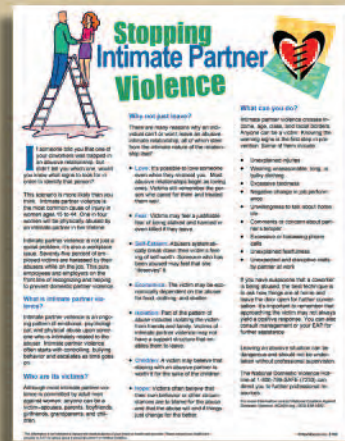 Stopping
Intimate Partner
Violence
If someone told you that one of
your coworkers was trapped in
an abusive relationship, but
didn't tell you which one, would
you know what signs to look for in
order to identify that person?
This scenario is more likely than you
think. Intimate partner violence is
the most common cause of injury in
women ages 15 to 44. One in four
women will be physically abused by
an intimate partner in her lifetime.
Intimate partner violence is not just a
social problem, it's also a workplace
issue. Seventy-five percent of em-
ployed victims are harassed by their
abusers while on the job. This puts
employees and employers on the
front line of recognizing and helping
to prevent domestic partner violence.
What is intimate partner vio-
lence?
Intimate partner violence is an ongo-
ing pattern of emotional, psychologi-
cal, and physical abuse upon some-
one who is intimately related to the
abuser. Intimate partner violence
often starts with controlling, bullying
behavior and escalates as time goes
on.
Who are its victims?
Although most intimate partner vio-
lence is committed by adult men
against women, anyone can be a
victim—spouses, parents, boyfriends,
girlfriends, grandparents, and chil-
dren.
Why not just leave?
There are many reasons why an indi-
vidual can't or won't leave an abusive
intimate relationship, all of which stem
from the intimate nature of the relation-
ship itself:
• Love: It's possible to love someone
even when they mistreat you. Most
abusive relationships begin as loving
ones. Victims still remember the per-
son who cared for them and treated
them well.
• Fear: Victims may feel a justifiable
fear of being stalked and harmed or
even killed if they leave.
• Self-Esteem: Abusers systemati-
cally break down their victim's feel-
ing of self-worth. Someone who has
been abused may feel that she
"deserves" it.
• Economics: The victim may be eco-
nomically dependent on the abuser
for food, clothing, and shelter.
• Isolation: Part of the pattern of
abuse includes isolating the victim
from friends and family. Victims of
intimate partner violence may not
have a support structure that en-
ables them to leave.
• Children: A victim may believe that
staying with an abusive partner is
worth it for the sake of the children.
• Hope: Victims often believe that
their own behavior or other circum-
stances are to blame for the abuse
and that the abuse will end if things
just change for the better.
What can you do?
Intimate partner violence crosses in-
come, age, class, and social borders.
Anyone can be a victim. Knowing the
warning signs is the first step in pre-
vention. Some of them include:
• Unexplained injuries
• Wearing unseasonable, long, or
bulky clothing
• Excessive tardiness
• Negative change in job perform-
ance
• Unwillingness to talk about home
life
• Comments or concern about part-
ner's temper
• Excessive or harassing phone
calls
• Unexplained fearfulness
• Unexpected and disruptive visits
by partner at work
If you have suspicions that a coworker
is being abused, the best technique is
to ask how things are at home and
leave the door open for further conver-
sation. It's important to remember that
approaching the victim may not always
yield a positive response. You can also
consult management or your EAP for
further assistance.
Leaving an abusive situation can be
dangerous and should not be under-
taken without professional supervision.
The National Domestic Violence Hot-
line at 1-800-799-SAFE (7233) can
direct you to further professional re-
sources.